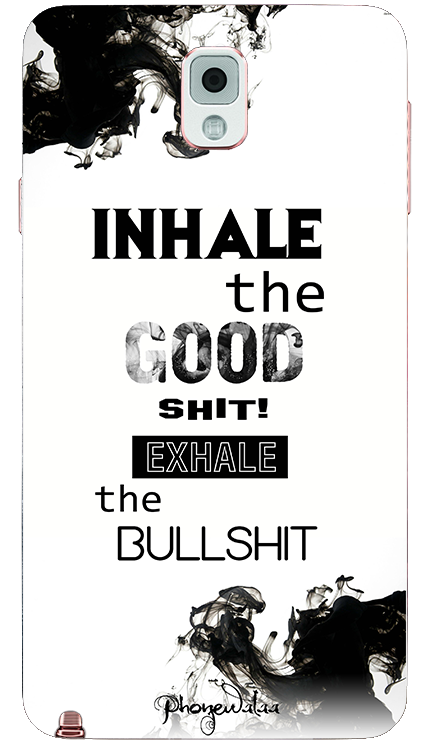 INHALE
the
GOOD
SHIT!
EXHALE
the
BULLSHIT
Phonewalaa